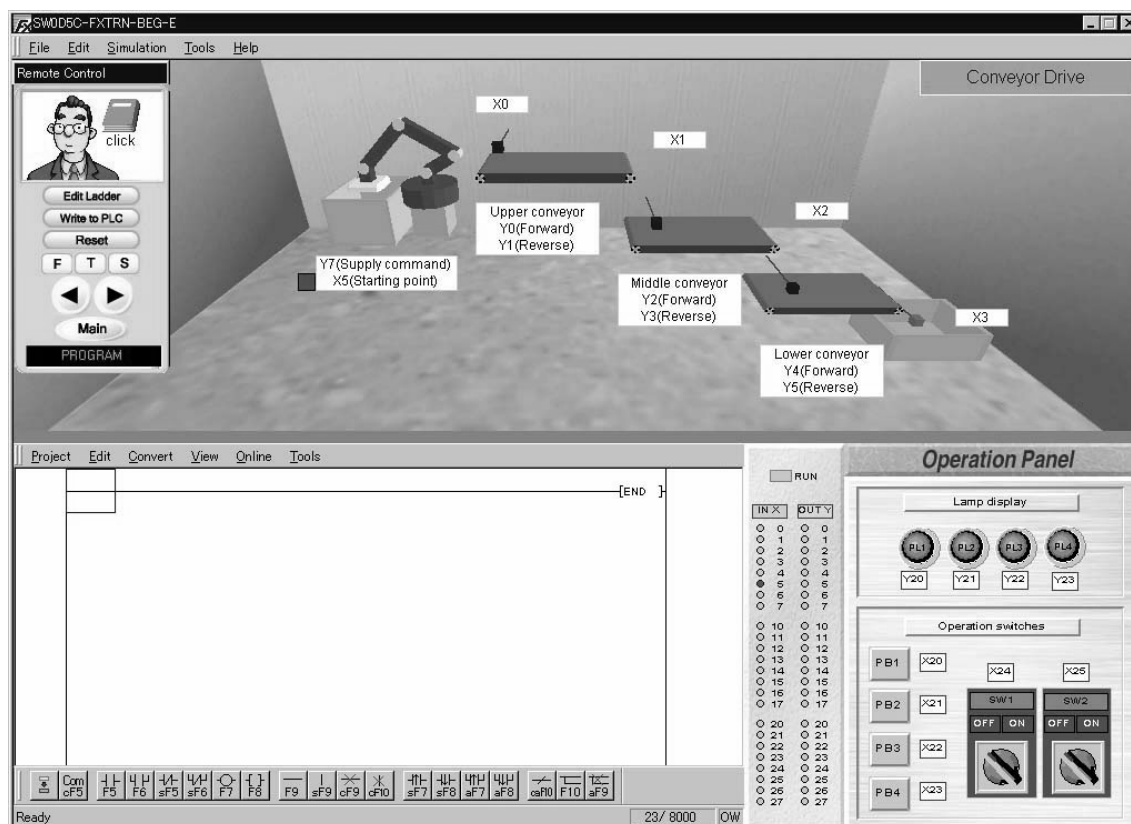 SW0D5C-FXTRN-BEG-E
File Edit Simulation Tools Help
Remote Control
click
Edit Ladder
Write to PLC
Reset
F T S
Main
PROGRAM
Conveyor Drive
X0
X1
X2
X3
Upper conveyor
Y0(Forward)
Y1(Reverse)
Y7(Supply command)
X5(Starting point)
Middle conveyor
Y2(Forward)
Y3(Reverse)
Lower conveyor
Y4(Forward)
Y5(Reverse)
Project Edit Convert View Online Tools
[END ]
RUN
IN X OUT Y
0 0
1 1
2 2
3 3
4 4
5 5
6 6
7 7
10 10
11 11
12 12
13 13
14 14
15 15
16 16
17 17
20 20
21 21
22 22
23 23
24 24
25 25
26 26
27 27
Operation Panel
Lamp display
PL1 PL2 PL3 PL4
Y20 Y21 Y22 Y23
Operation switches
PB1 X20
PB2 X21
PB3 X22
PB4 X23
X24 X25
SW1 SW2
OFF ON OFF ON
Com
cF5 F5 F6 sF5 sF6 F7 F8 F9 sF9 cF9 cF10 sF7 sF8 aF7 aF8 caF10 F10 aF9
Ready 23/ 8000 OW